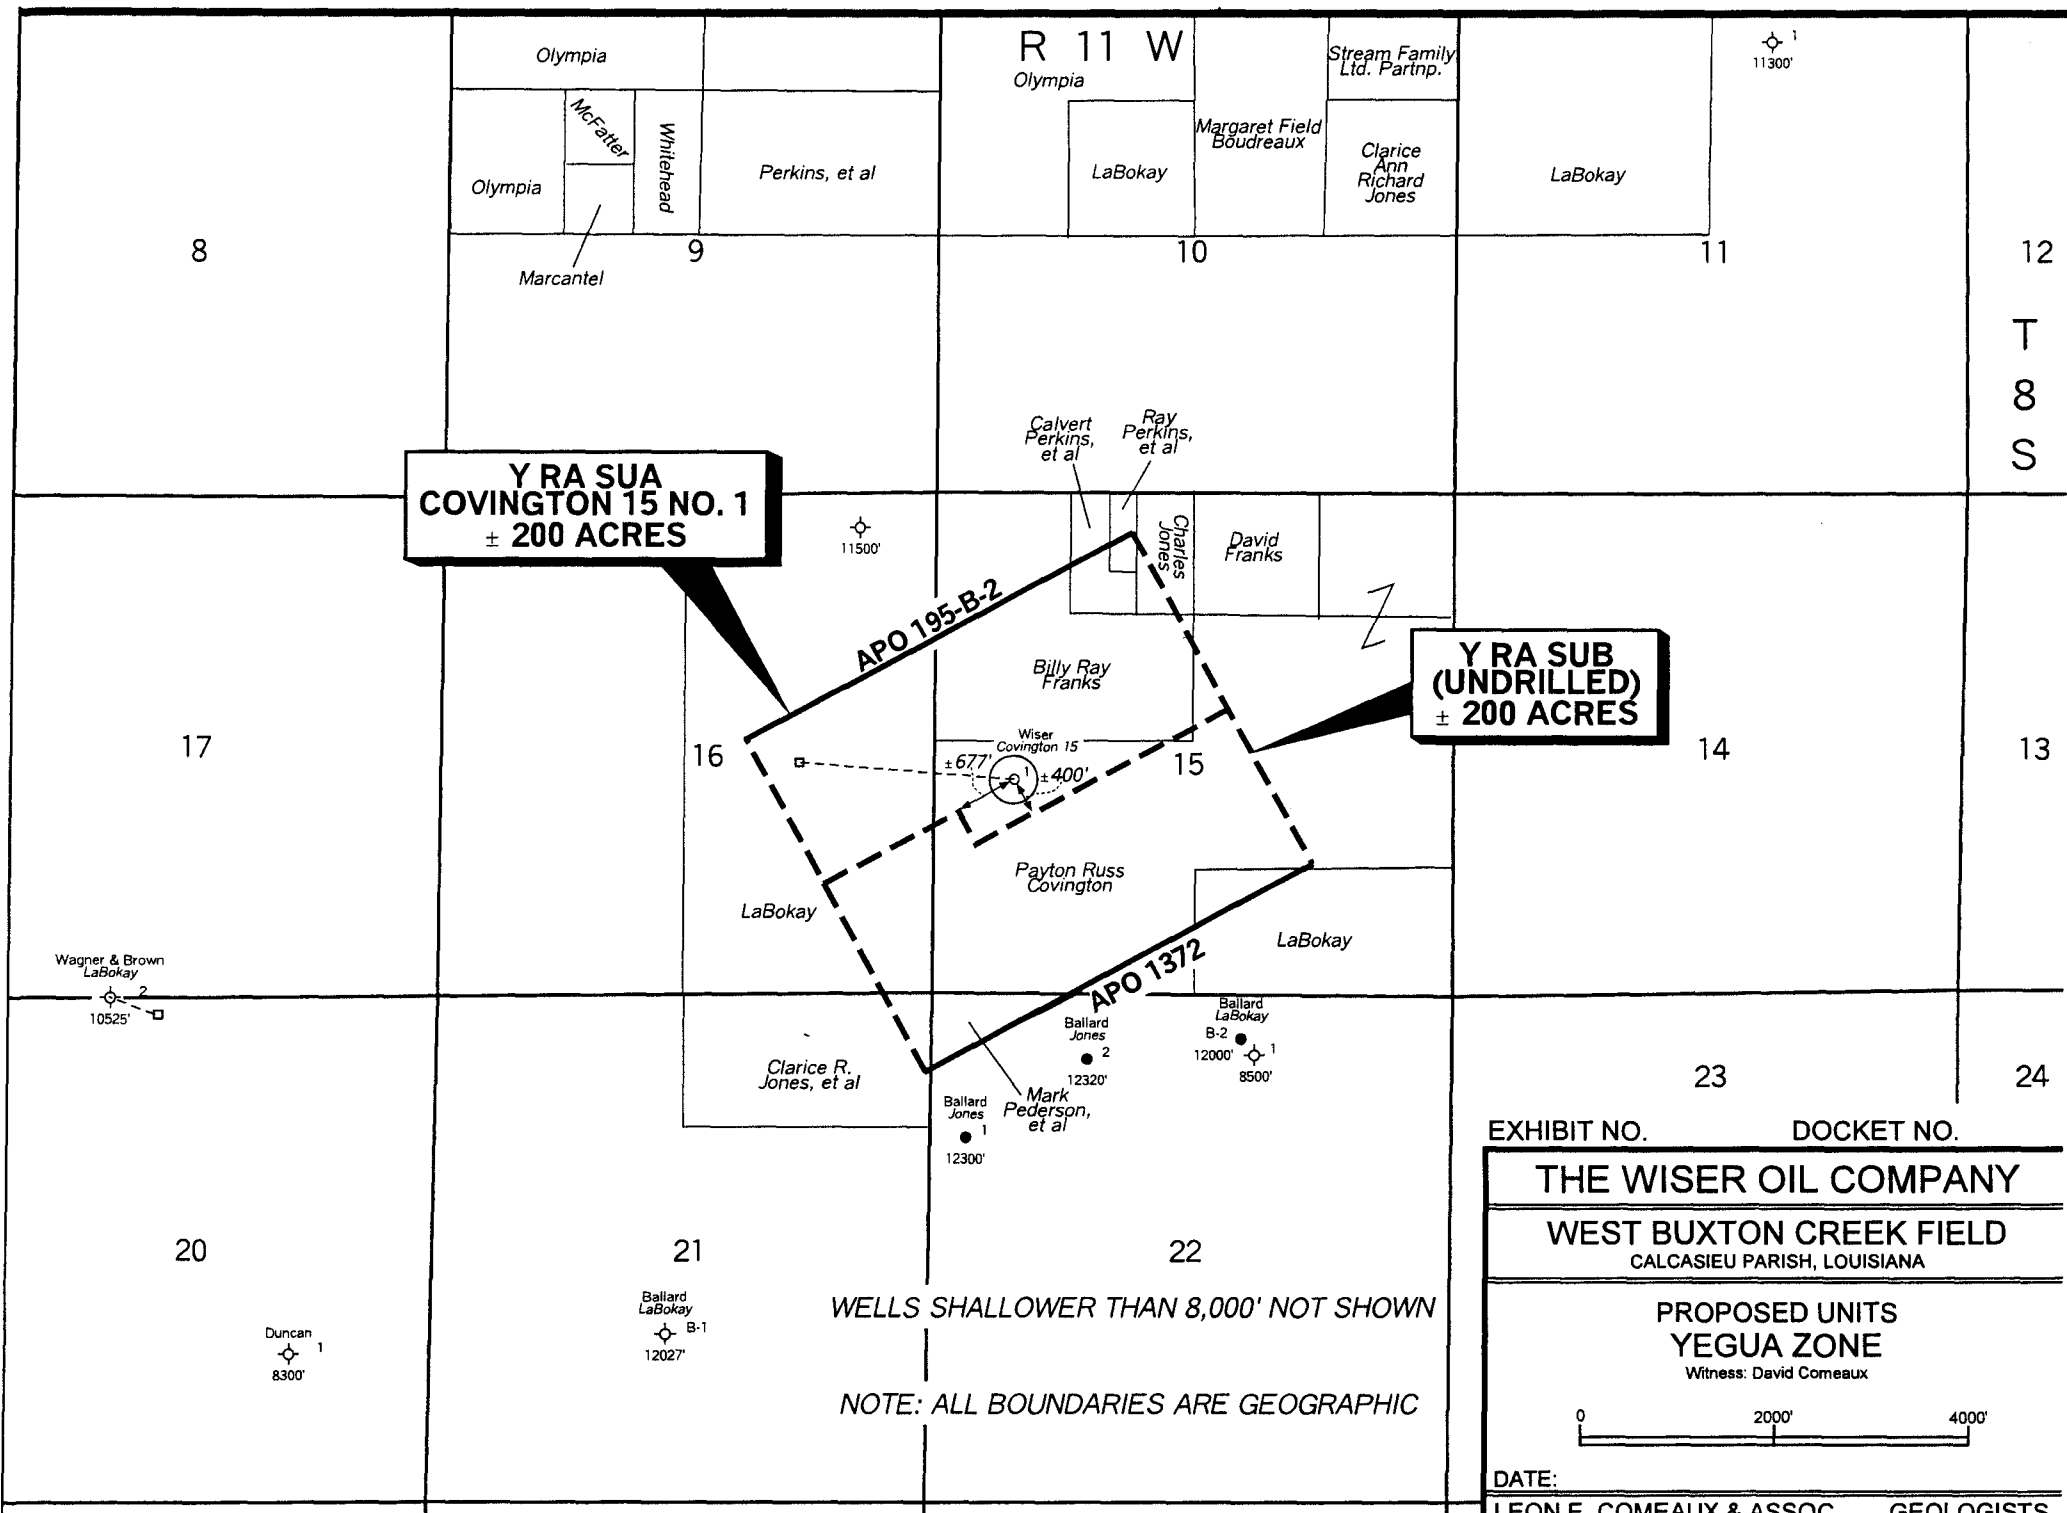 R 11 W
Olympia
Olympia
Stream Family
Ltd. Partnp.
1
11300'
McFatter
Whitehead
Olympia
Perkins, et al
LaBokay
Margaret Field
Boudreaux
Clarice
Ann
Richard
Jones
LaBokay
Marcantel
8
9
10
11
12
T
8
S
Calvert
Perkins,
et al
Ray
Perkins,
et al
Y RA SUA
COVINGTON 15 NO. 1
± 200 ACRES
11500'
Charles
Jones
David
Franks
APO 195-B-2
Billy Ray
Franks
Y RA SUB
(UNDRILLED)
± 200 ACRES
Z
17
16
Wiser
Covington 15
±677'
1
±400'
15
14
13
Payton Russ
Covington
LaBokay
LaBokay
APO 1372
Wagner & Brown
LaBokay
2
10525'
Ballard
LaBokay
B-2
12000'
1
8500'
Ballard
Jones
2
12320'
Clarice R.
Jones, et al
Mark
Pederson,
et al
Ballard
Jones
1
12300'
23
24
20
21
22
Ballard
LaBokay
B-1
12027'
Duncan
1
8300'
WELLS SHALLOWER THAN 8,000' NOT SHOWN
NOTE: ALL BOUNDARIES ARE GEOGRAPHIC
EXHIBIT NO. DOCKET NO.
THE WISER OIL COMPANY
WEST BUXTON CREEK FIELD
CALCASIEU PARISH, LOUISIANA
PROPOSED UNITS
YEGUA ZONE
Witness: David Comeaux
0 2000' 4000'
DATE:
LEON E. COMEAUX & ASSOC. GEOLOGISTS